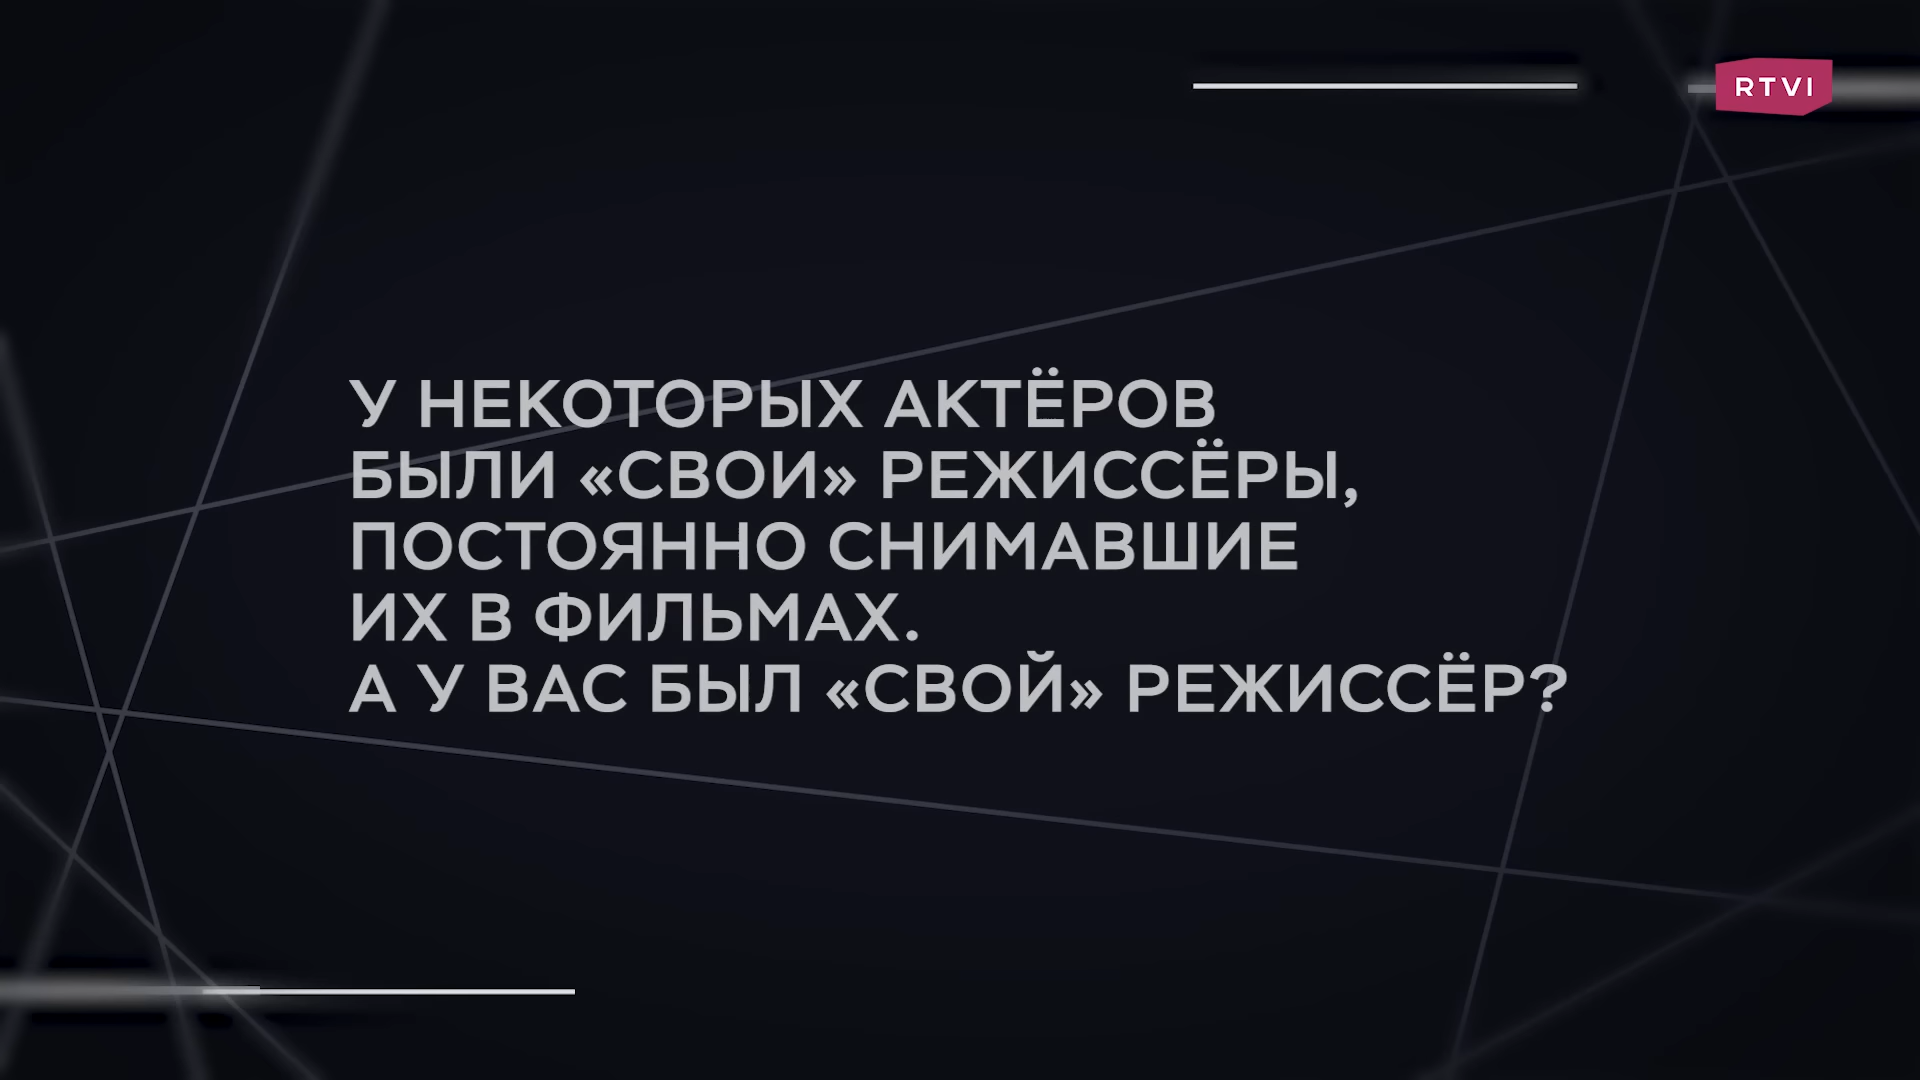 RTVI
У НЕКОТОРЫХ АКТЁРОВ
БЫЛИ «СВОИ» РЕЖИССЁРЫ,
ПОСТОЯННО СНИМАВШИЕ
ИХ В ФИЛЬМАХ.
А У ВАС БЫЛ «СВОЙ» РЕЖИССЁР?